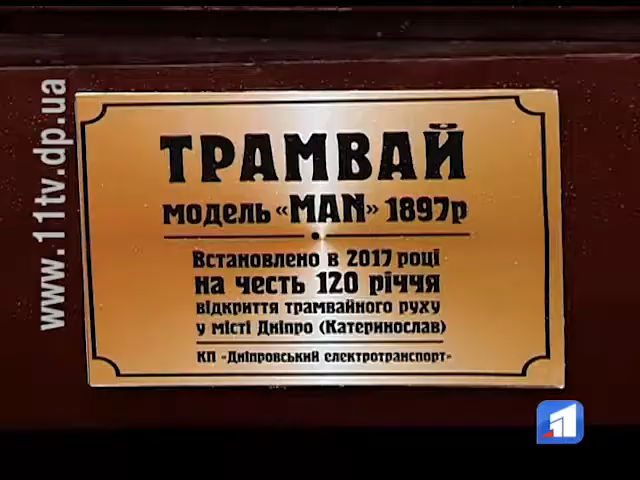 www.11tv.dp.ua
ТРАМВАЙ
МОДЕЛЬ «MAN» 1897р
Встановлено в 2017 році
на честь 120 річчя
відкриття трамвайного руху
у місті Дніпро (Катеринослав)
КП «Дніпровський електротранспорт»
11